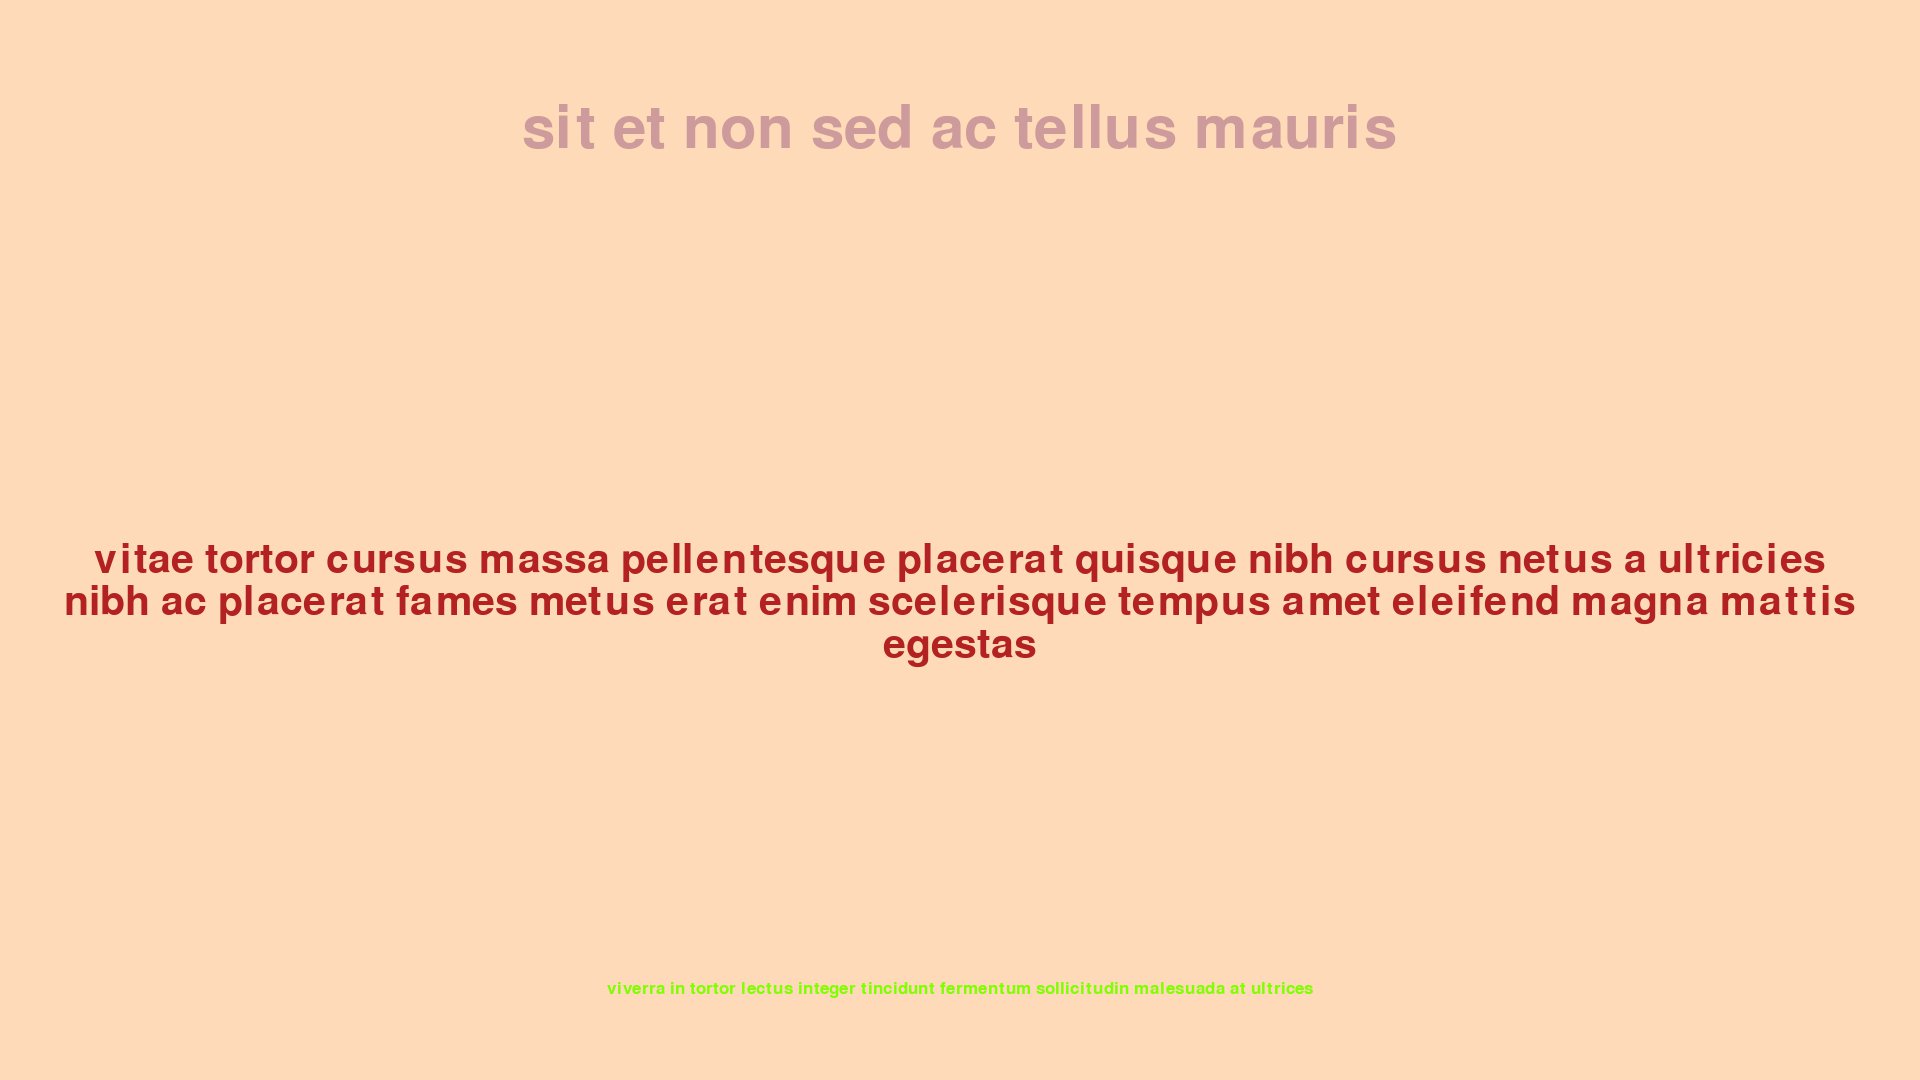 sit et non sed ac tellus mauris
vitae tortor cursus massa pellentesque placerat quisque nibh cursus netus a ultricies
nibh ac placerat fames metus erat enim scelerisque tempus amet eleifend magna mattis
egestas
viverra in tortor lectus integer tincidunt fermentum sollicitudin malesuada at ultrices